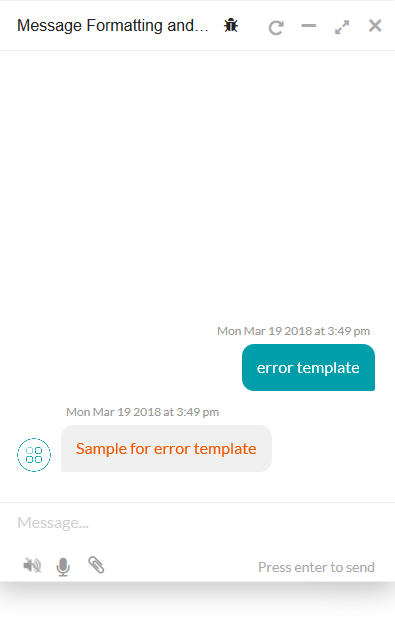 Message Formatting and...
Mon Mar 19 2018 at 3:49 pm
error template
Mon Mar 19 2018 at 3:49 pm
Sample for error template
Message...
Press enter to send